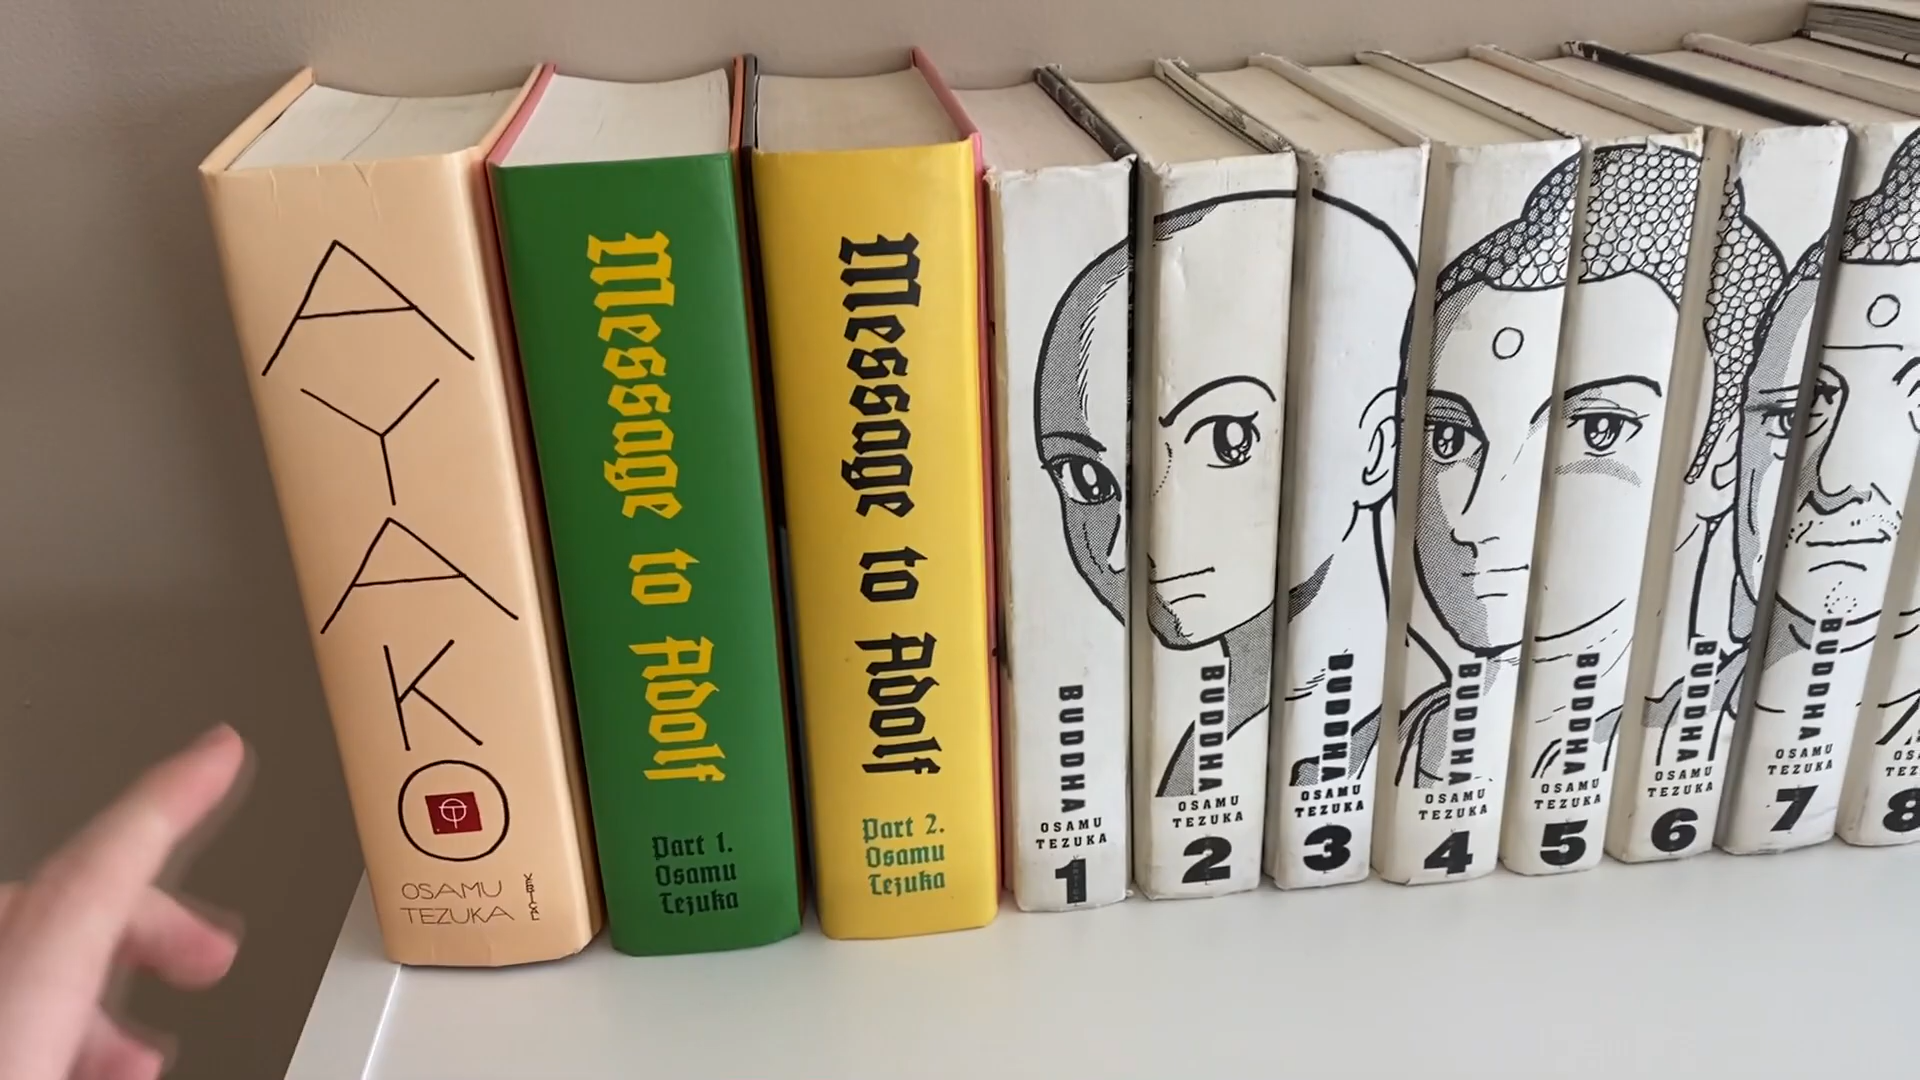 AYAKO
OSAMU
TEZUKA
VERTICAL
Message to Adolf
Part 1.
Osamu
Tezuka
Message to Adolf
Part 2.
Osamu
Tezuka
BUDDHA
OSAMU
TEZUKA
1
BUDDHA
OSAMU
TEZUKA
2
BUDDHA
OSAMU
TEZUKA
3
BUDDHA
OSAMU
TEZUKA
4
BUDDHA
OSAMU
TEZUKA
5
BUDDHA
OSAMU
TEZUKA
6
BUDDHA
OSAMU
TEZUKA
7
8